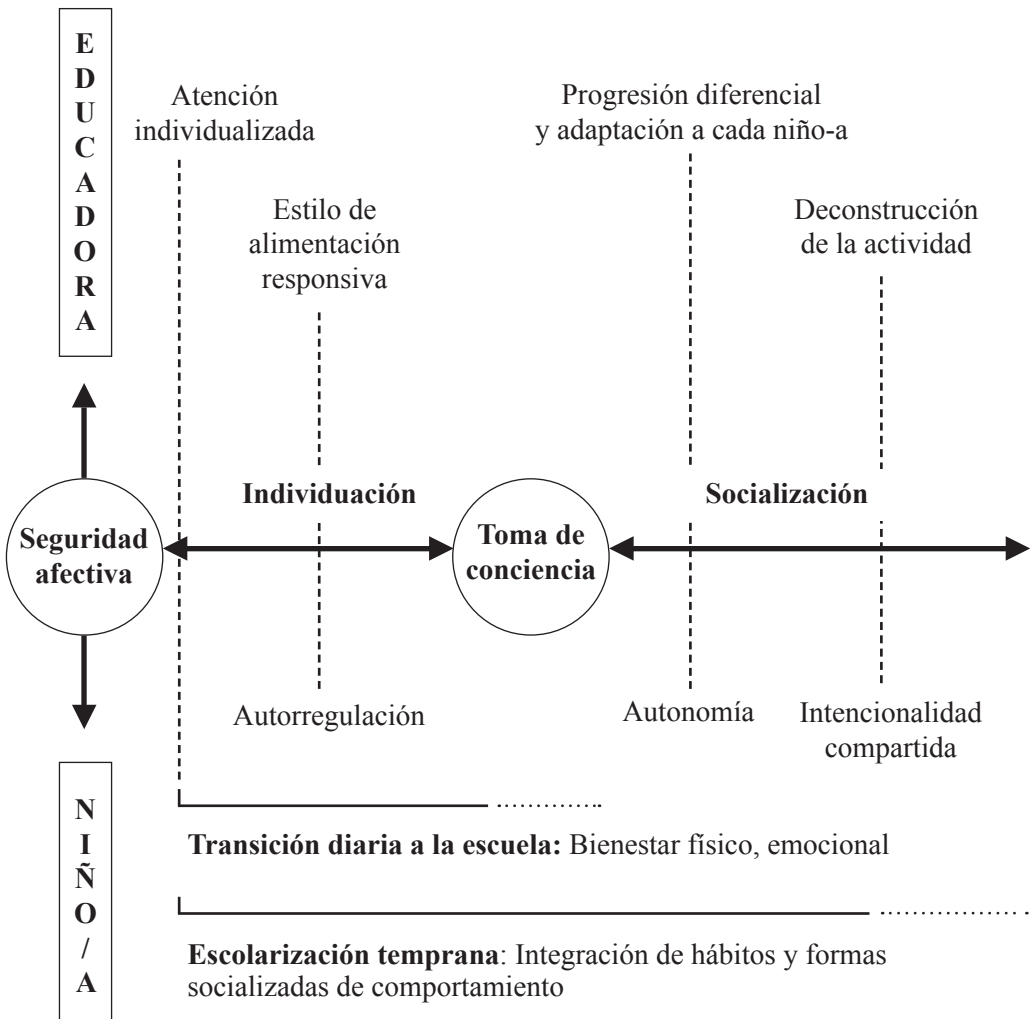 EDUCADORA
Atención
individualizada
Progresión diferencial
y adaptación a cada niño-a
Estilo de
alimentación
responsiva
Deconstrucción
de la actividad
Individuación
Socialización
Seguridad
afectiva
Toma de
conciencia
Autorregulación
Autonomía
Intencionalidad
compartida
NIÑO/A
Transición diaria a la escuela: Bienestar físico, emocional
Escolarización temprana: Integración de hábitos y formas
socializadas de comportamiento